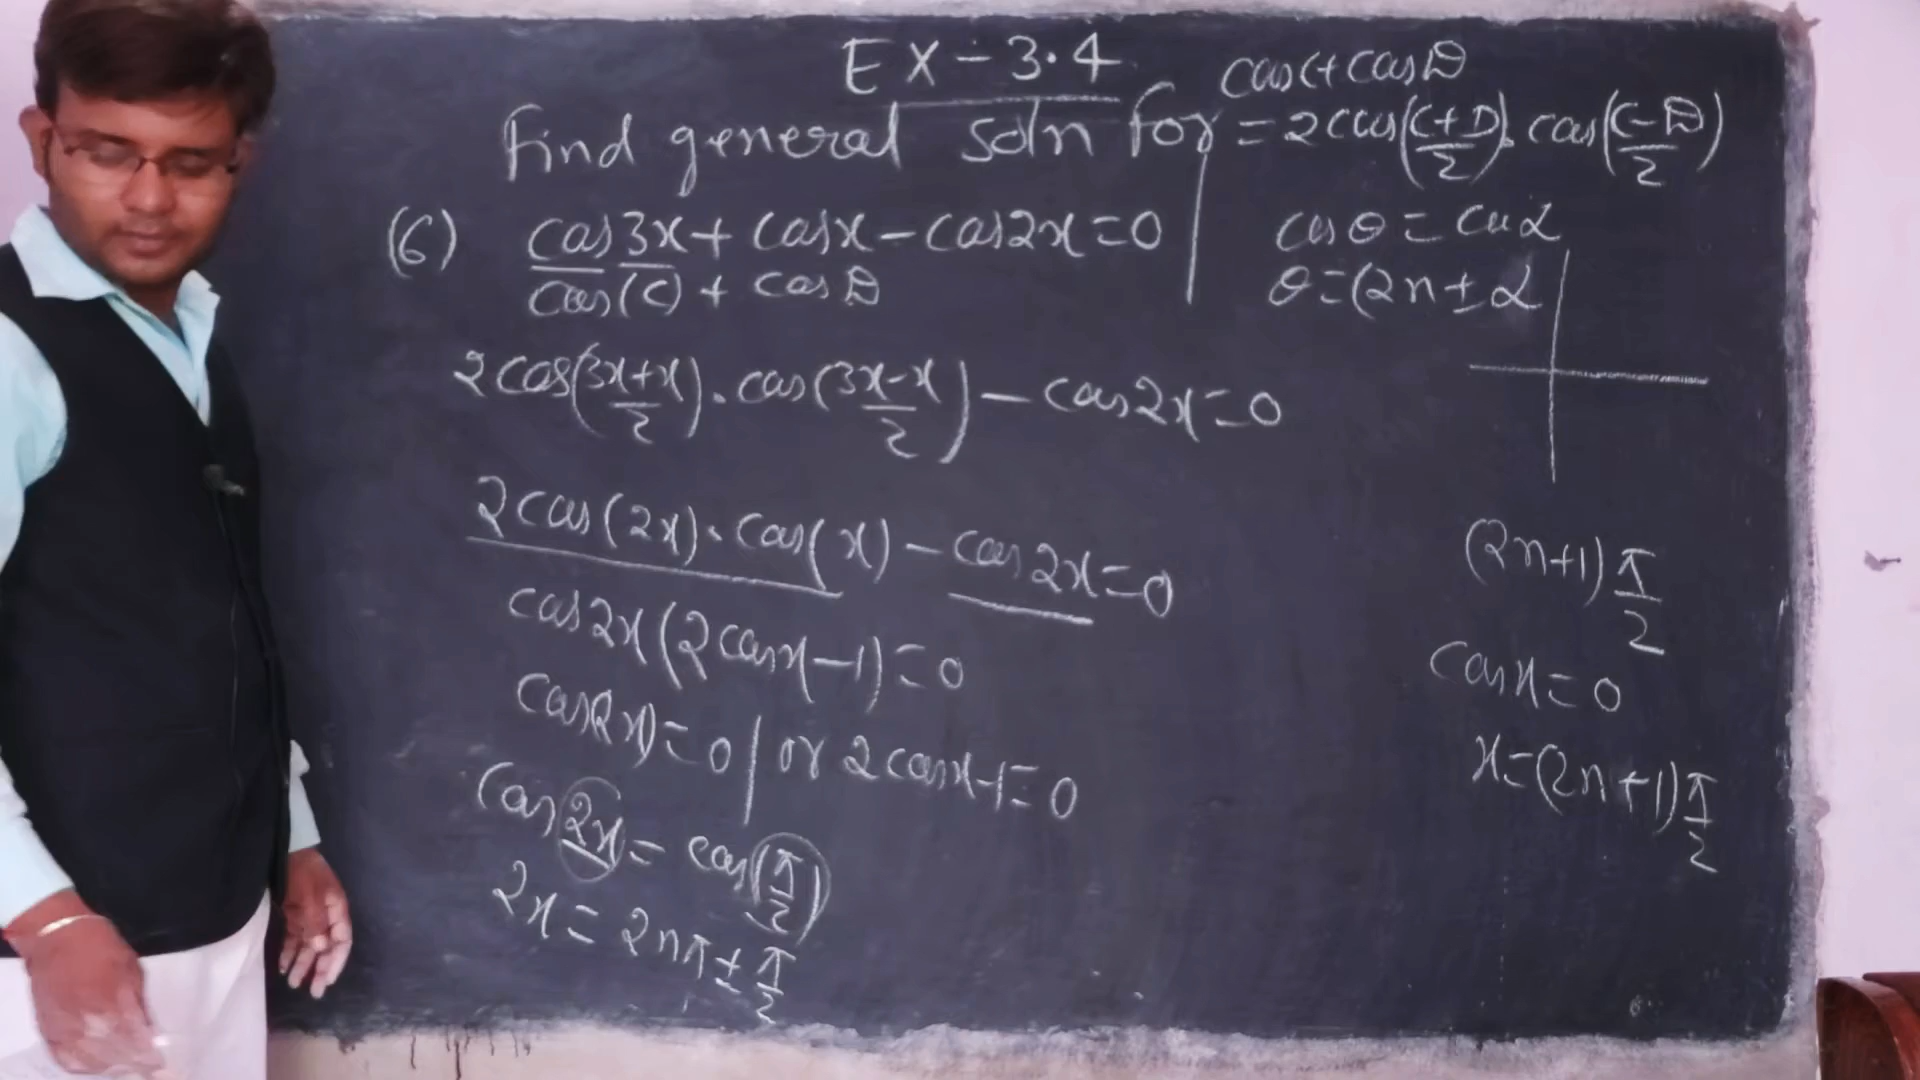 EX - 3.4
Find general soln for
cosC + cosD
= 2cos((C+D)/2). cos((C-D)/2)
(6) cos3x + cosx - cos2x = 0
cos(C) + cosD
cosθ = cosα
θ = (2n ± α
2cos((3x+x)/2). cos((3x-x)/2) - cos2x = 0
2cos(2x). cos(x) - cos2x = 0
cos2x(2cosx-1) = 0
cos(2x) = 0 | or 2cosx-1 = 0
cos2x = cos(π/2)
2x = 2nπ ± π/2
(2n+1) π/2
cosx = 0
x = (2n+1) π/2